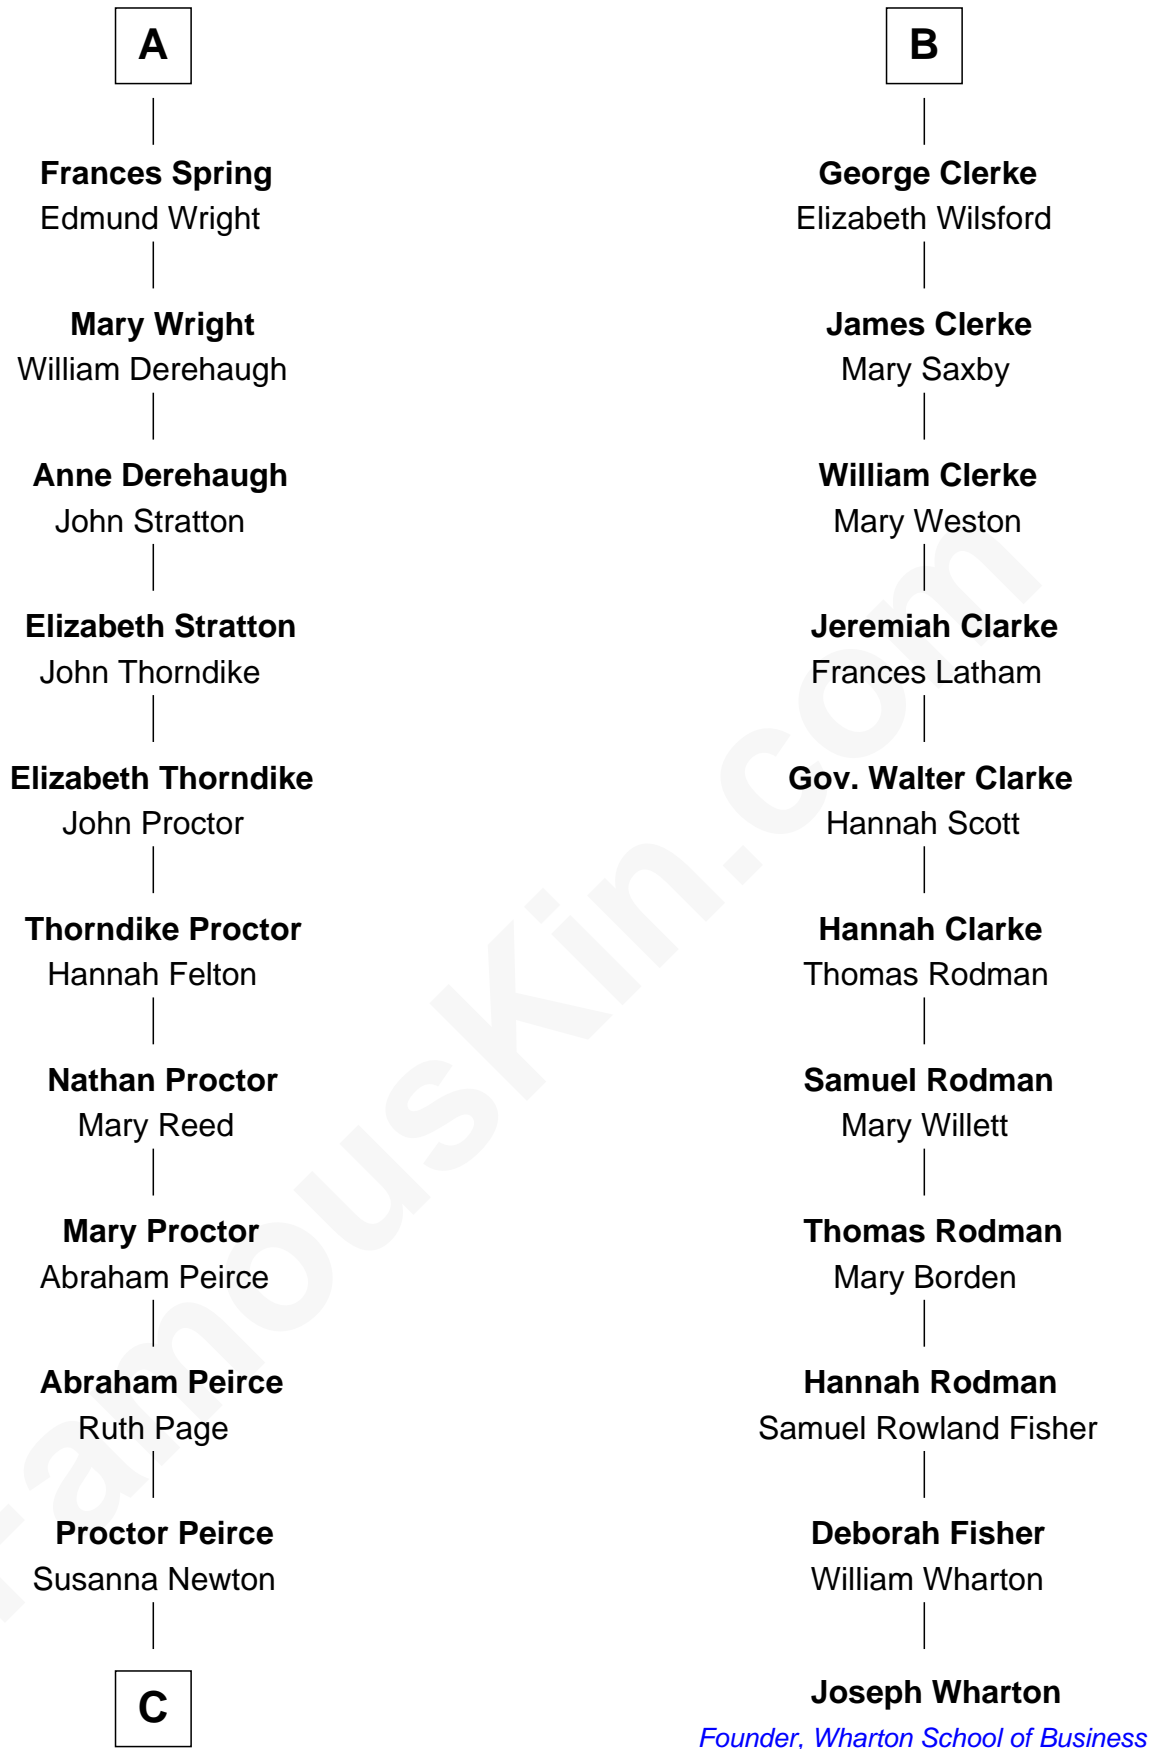 A
Frances Spring
Edmund Wright
Mary Wright
William Derehaugh
Anne Derehaugh
John Stratton
Elizabeth Stratton
John Thorndike
Elizabeth Thorndike
John Proctor
Thorndike Proctor
Hannah Felton
Nathan Proctor
Mary Reed
Mary Proctor
Abraham Peirce
Abraham Peirce
Ruth Page
Proctor Peirce
Susanna Newton
C
B
George Clerke
Elizabeth Wilsford
James Clerke
Mary Saxby
William Clerke
Mary Weston
Jeremiah Clarke
Frances Latham
Gov. Walter Clarke
Hannah Scott
Hannah Clarke
Thomas Rodman
Samuel Rodman
Mary Willett
Thomas Rodman
Mary Borden
Hannah Rodman
Samuel Rowland Fisher
Deborah Fisher
William Wharton
Joseph Wharton
Founder, Wharton School of Business
FamousKin.com